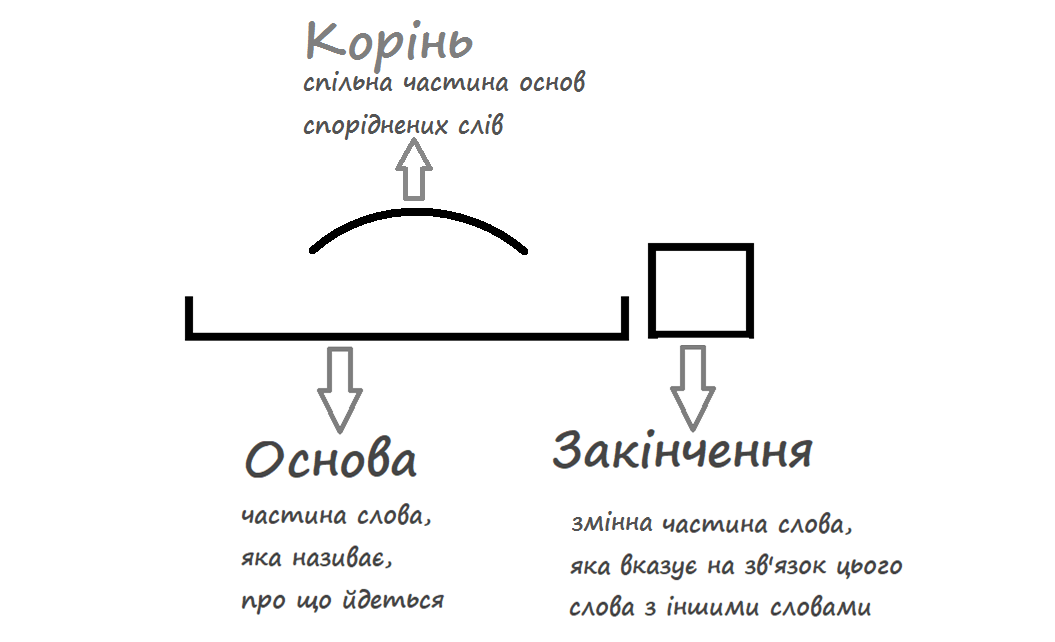 Корінь
спільна частина основ
споріднених слів
Основа
частина слова,
яка називає,
про що йдеться
Закінчення
змінна частина слова,
яка вказує на зв'язок цього
слова з іншими словами